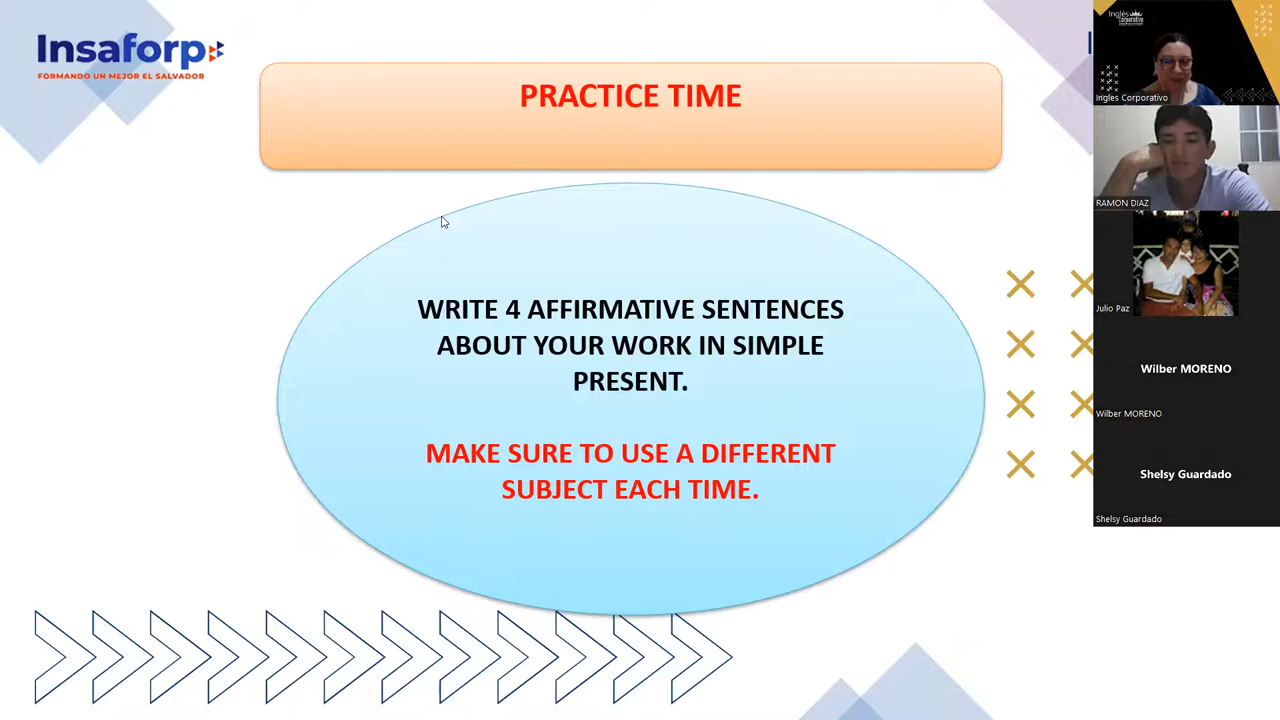 Insaforp
FORMANDO UN MEJOR EL SALVADOR
PRACTICE TIME
WRITE 4 AFFIRMATIVE SENTENCES
ABOUT YOUR WORK IN SIMPLE
PRESENT.
MAKE SURE TO USE A DIFFERENT
SUBJECT EACH TIME.
Inglés
Corporativo
Ingles Corporativo
RAMON DIAZ
Julio Paz
Wilber MORENO
Wilber MORENO
Shelsy Guardado
Shelsy Guardado